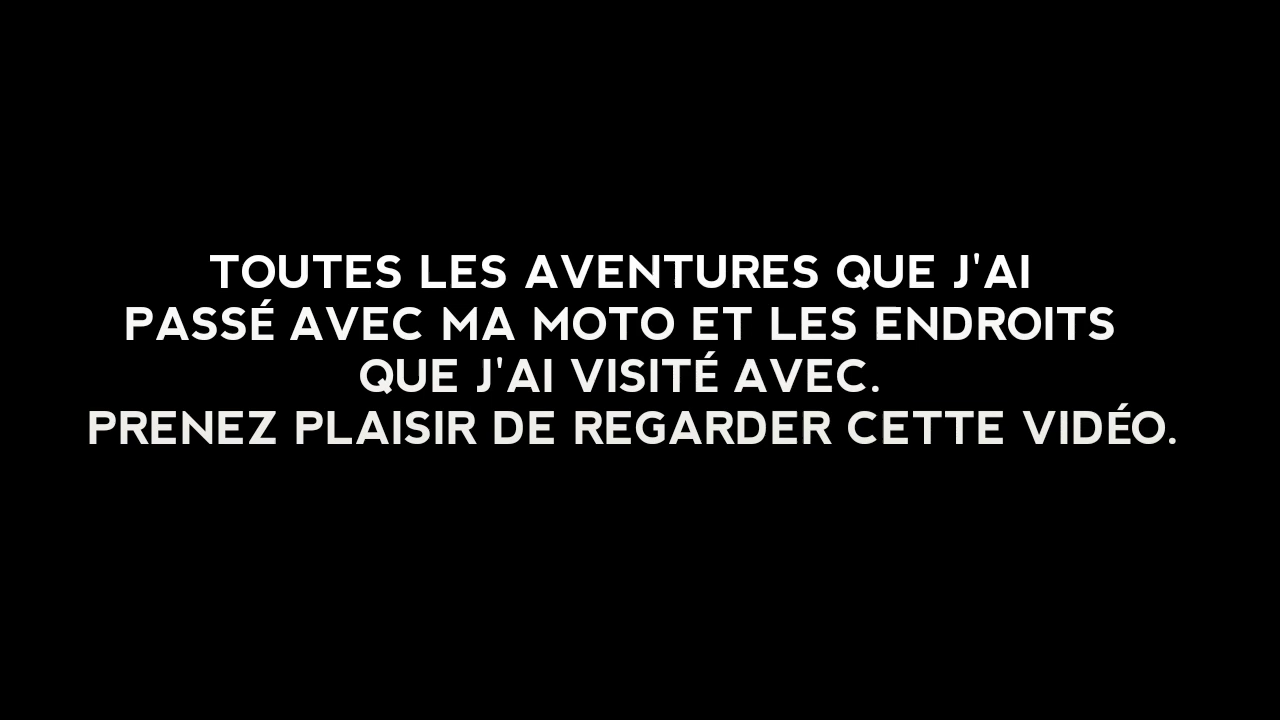 TOUTES LES AVENTURES QUE J'AI
PASSÉ AVEC MA MOTO ET LES ENDROITS
QUE J'AI VISITÉ AVEC.
PRENEZ PLAISIR DE REGARDER CETTE VIDÉO.